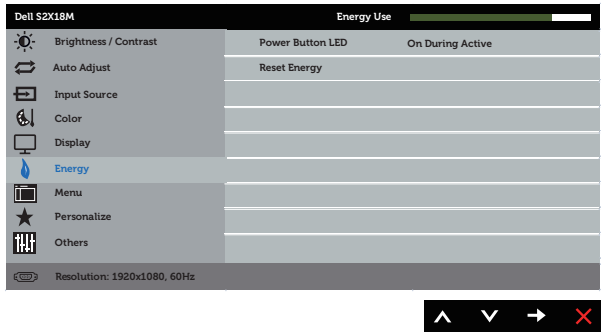 Dell S2X18M Energy Use
Brightness / Contrast Power Button LED On During Active
Auto Adjust Reset Energy
Input Source
Color
Display
Energy
Menu
Personalize
Others
Resolution: 1920x1080, 60Hz